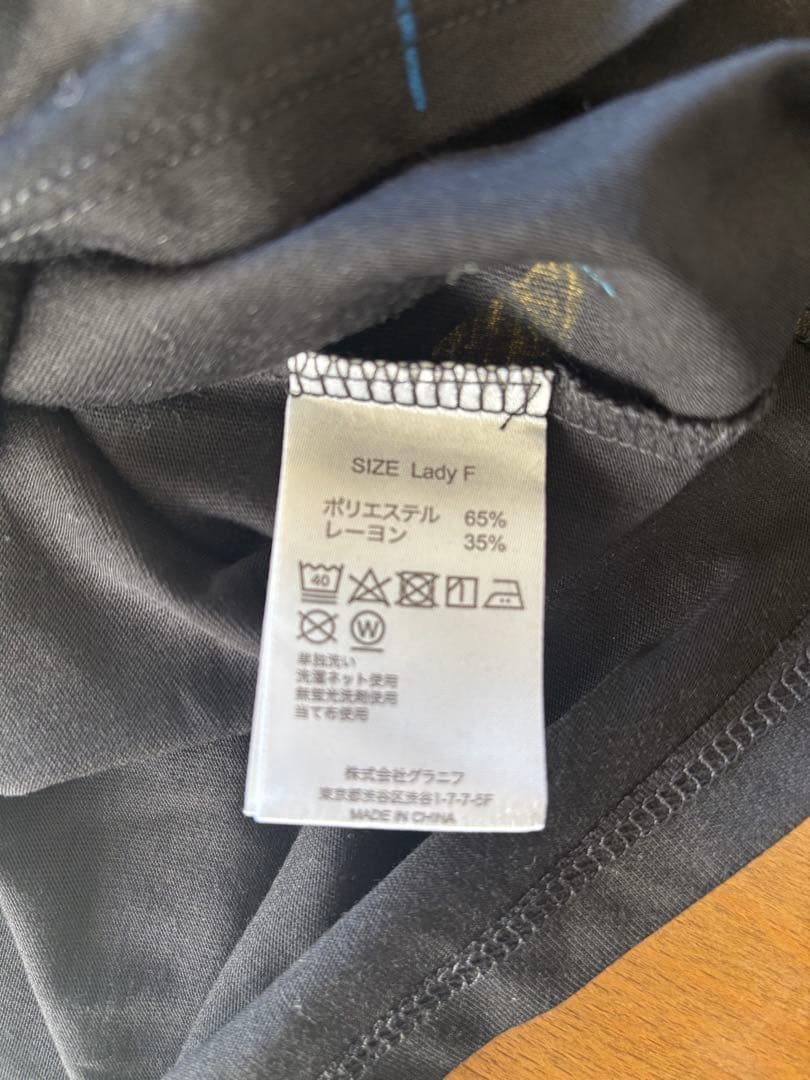 SIZE Lady F
ポリエステル 65%
レーヨン 35%
40
W
単独洗い
洗濯ネット使用
無蛍光洗剤使用
当て布使用
株式会社グラニフ
東京都渋谷区渋谷1-7-7-5F
MADE IN CHINA